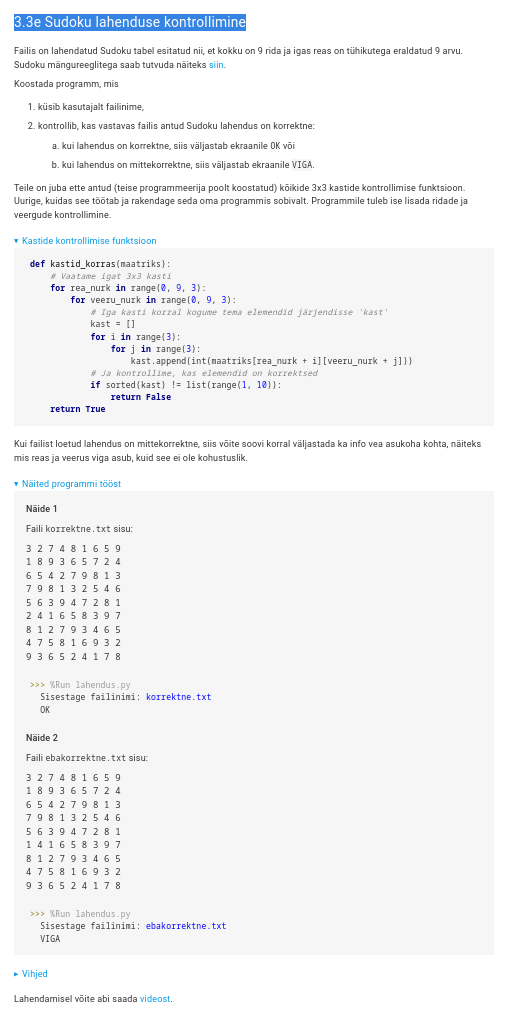 3.3e Sudoku lahenduse kontrollimine
Failis on lahendatud Sudoku tabel esitatud nii, et kokku on 9 rida ja igas reas on tühikutega eraldatud 9 arvu.
Sudoku mängureeglitega saab tutvuda näiteks siin.
Koostada programm, mis
1. küsib kasutajalt failinime,
2. kontrollib, kas vastavas failis antud Sudoku lahendus on korrektne:
a. kui lahendus on korrektne, siis väljastab ekraanile OK või
b. kui lahendus on mittekorrektne, siis väljastab ekraanile VIGA.
Teile on juba ette antud (teise programmeerija poolt koostatud) kõikide 3x3 kastide kontrollimise funktsioon.
Uurige, kuidas see töötab ja rakendage seda oma programmis sobivalt. Programmile tuleb ise lisada ridade ja
veergude kontrollimine.
▾ Kastide kontrollimise funktsioon
def kastid_korras(maatriks):
    # Vaatame igat 3x3 kasti
    for rea_nurk in range(0, 9, 3):
        for veeru_nurk in range(0, 9, 3):
            # Iga kasti korral kogume tema elemendid järjendisse 'kast'
            kast = []
            for i in range(3):
                for j in range(3):
                    kast.append(int(maatriks[rea_nurk + i][veeru_nurk + j]))
            # Ja kontrollime, kas elemendid on korrektsed
            if sorted(kast) != list(range(1, 10)):
                return False
    return True
Kui failist loetud lahendus on mittekorrektne, siis võite soovi korral väljastada ka info vea asukoha kohta, näiteks
mis reas ja veerus viga asub, kuid see ei ole kohustuslik.
▾ Näited programmi tööst
Näide 1
Faili korrektne.txt sisu:
3 2 7 4 8 1 6 5 9
1 8 9 3 6 5 7 2 4
6 5 4 2 7 9 8 1 3
7 9 8 1 3 2 5 4 6
5 6 3 9 4 7 2 8 1
2 4 1 6 5 8 3 9 7
8 1 2 7 9 3 4 6 5
4 7 5 8 1 6 9 3 2
9 3 6 5 2 4 1 7 8
>>> %Run lahendus.py
Sisestage failinimi: korrektne.txt
OK
Näide 2
Faili ebakorrektne.txt sisu:
3 2 7 4 8 1 6 5 9
1 8 9 3 6 5 7 2 4
6 5 4 2 7 9 8 1 3
7 9 8 1 3 2 5 4 6
5 6 3 9 4 7 2 8 1
1 4 1 6 5 8 3 9 7
8 1 2 7 9 3 4 6 5
4 7 5 8 1 6 9 3 2
9 3 6 5 2 4 1 7 8
>>> %Run lahendus.py
Sisestage failinimi: ebakorrektne.txt
VIGA
▸ Vihjed
Lahendamisel võite abi saada videost.